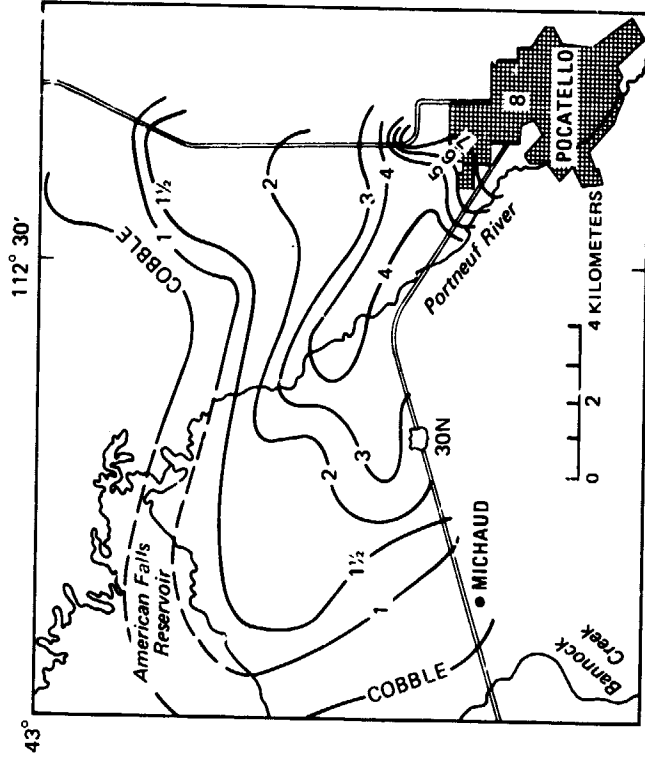 112° 30'
43°
COBBLE
1
1½
2
3
4
4
5
6
7
8
POCATELLO
Portneuf River
American Falls
Reservoir
2
3
30N
1½
1
MICHAUD
COBBLE
Bannock
Creek
0 2 4 KILOMETERS